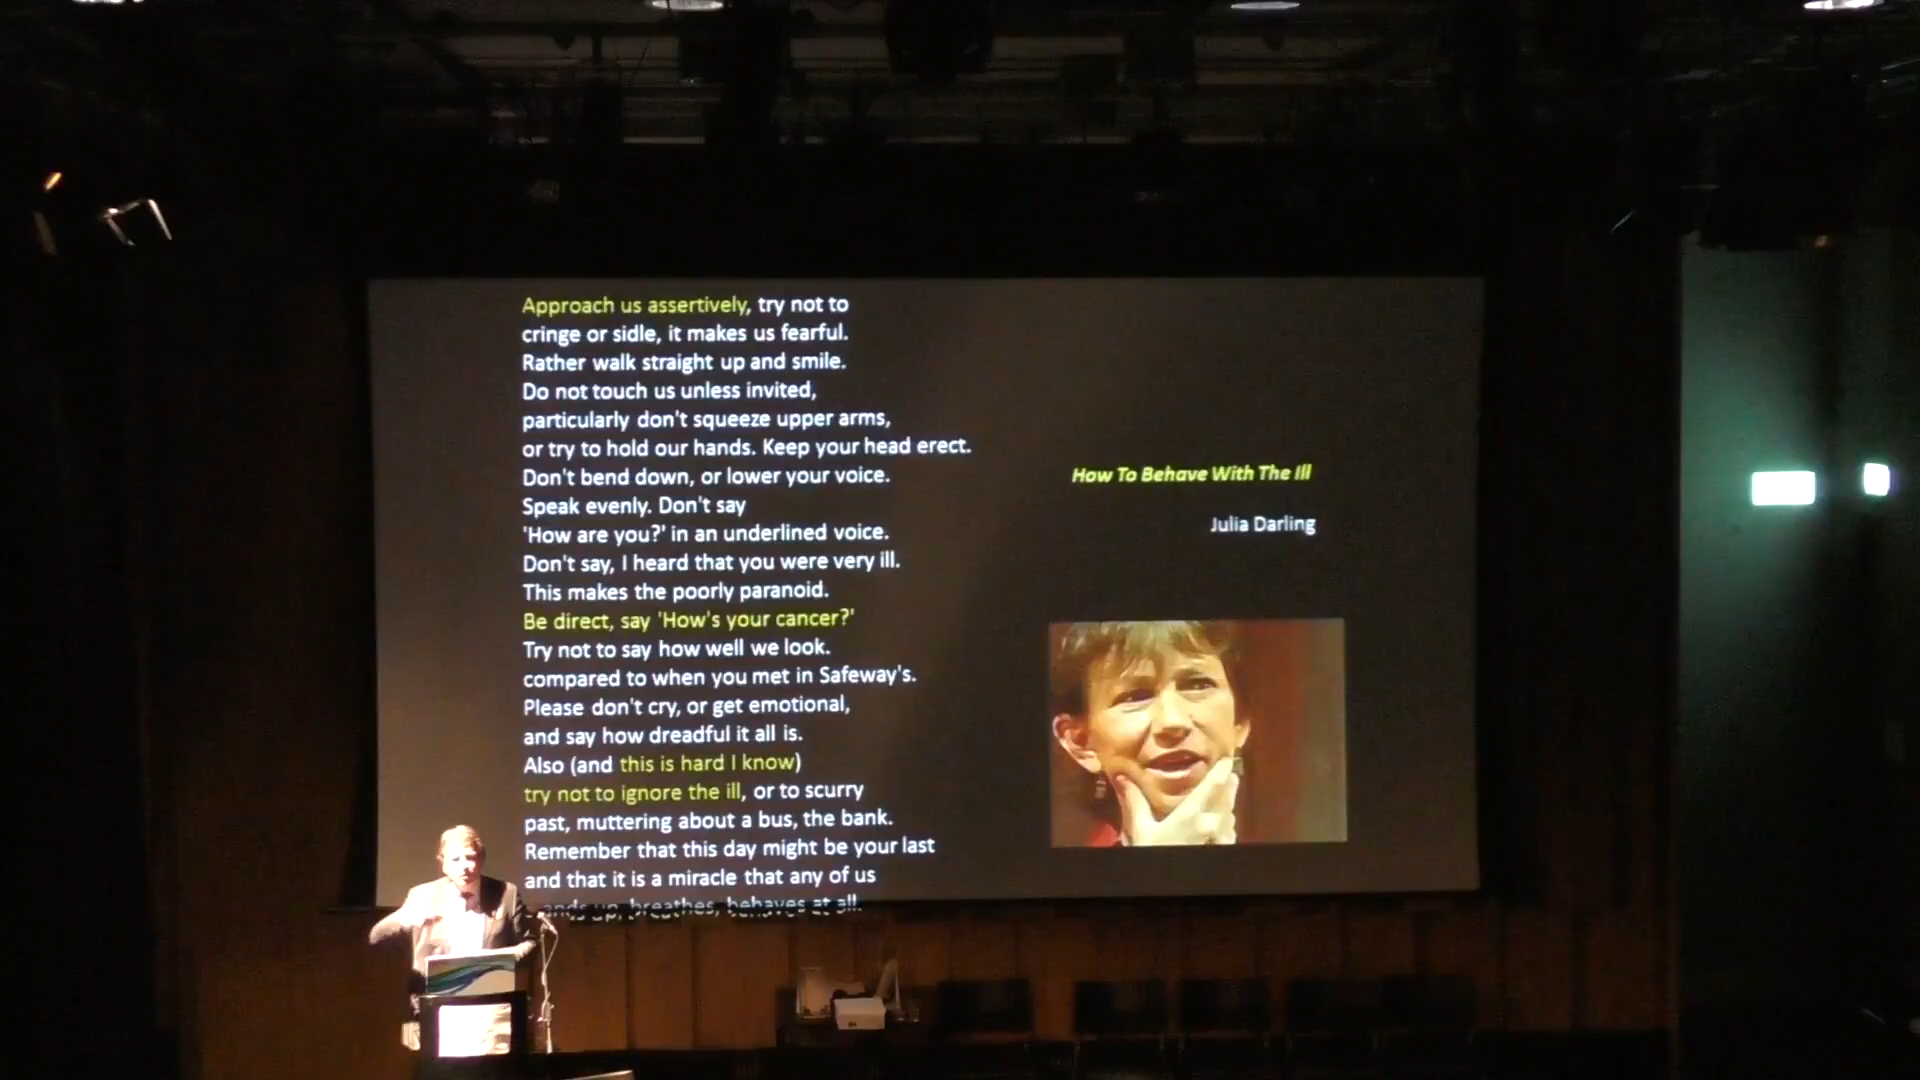 Approach us assertively, try not to
cringe or sidle, it makes us fearful.
Rather walk straight up and smile.
Do not touch us unless invited,
particularly don't squeeze upper arms,
or try to hold our hands. Keep your head erect.
Don't bend down, or lower your voice.
Speak evenly. Don't say
'How are you?' in an underlined voice.
Don't say, I heard that you were very ill.
This makes the poorly paranoid.
Be direct, say 'How's your cancer?'
Try not to say how well we look.
compared to when you met in Safeway's.
Please don't cry, or get emotional,
and say how dreadful it all is.
Also (and this is hard I know)
try not to ignore the ill, or to scurry
past, muttering about a bus, the bank.
Remember that this day might be your last
and that it is a miracle that any of us
up, breathes, behaves at all.
How To Behave With The Ill
Julia Darling